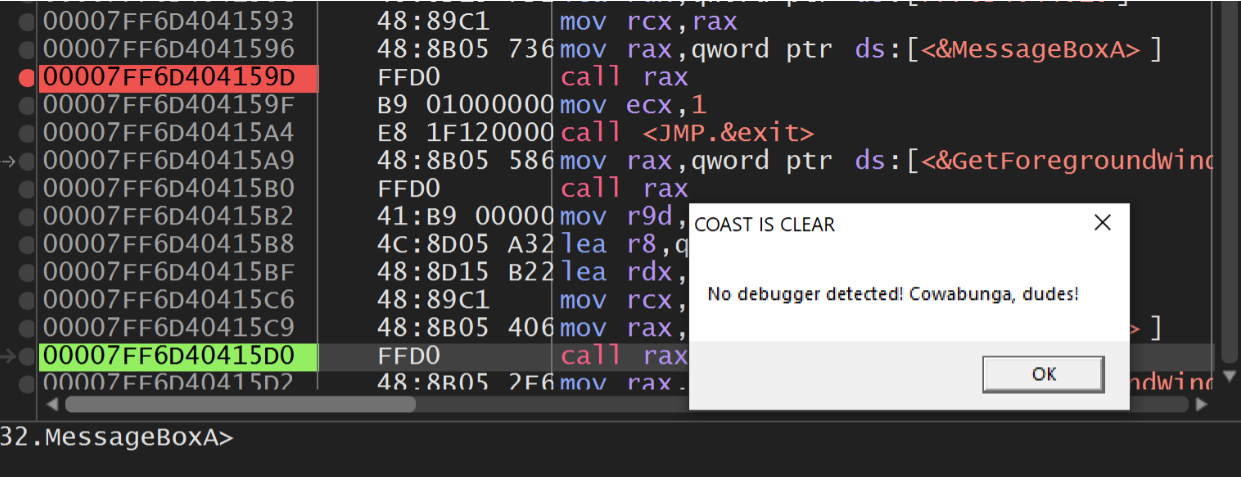 00007FF6D4041593 48:89C1 mov rcx,rax
00007FF6D4041596 48:8B05 736 mov rax,qword ptr ds:[<&MessageBoxA>]
00007FF6D404159D FFD0 call rax
00007FF6D404159F B9 01000000 mov ecx,1
00007FF6D40415A4 E8 1F120000 call <JMP.&exit>
00007FF6D40415A9 48:8B05 586 mov rax,qword ptr ds:[<&GetForegroundWind
00007FF6D40415B0 FFD0 call rax
00007FF6D40415B2 41:B9 00000 mov r9d,
00007FF6D40415B8 4C:8D05 A32 lea r8,q
00007FF6D40415BF 48:8D15 B22 lea rdx,
00007FF6D40415C6 48:89C1 mov rcx,
00007FF6D40415C9 48:8B05 406 mov rax, >]
00007FF6D40415D0 FFD0 call rax
00007FF6D40415D2 48:8B05 2F6 mov rax, ndWind
COAST IS CLEAR
No debugger detected! Cowabunga, dudes!
OK
32.MessageBoxA>